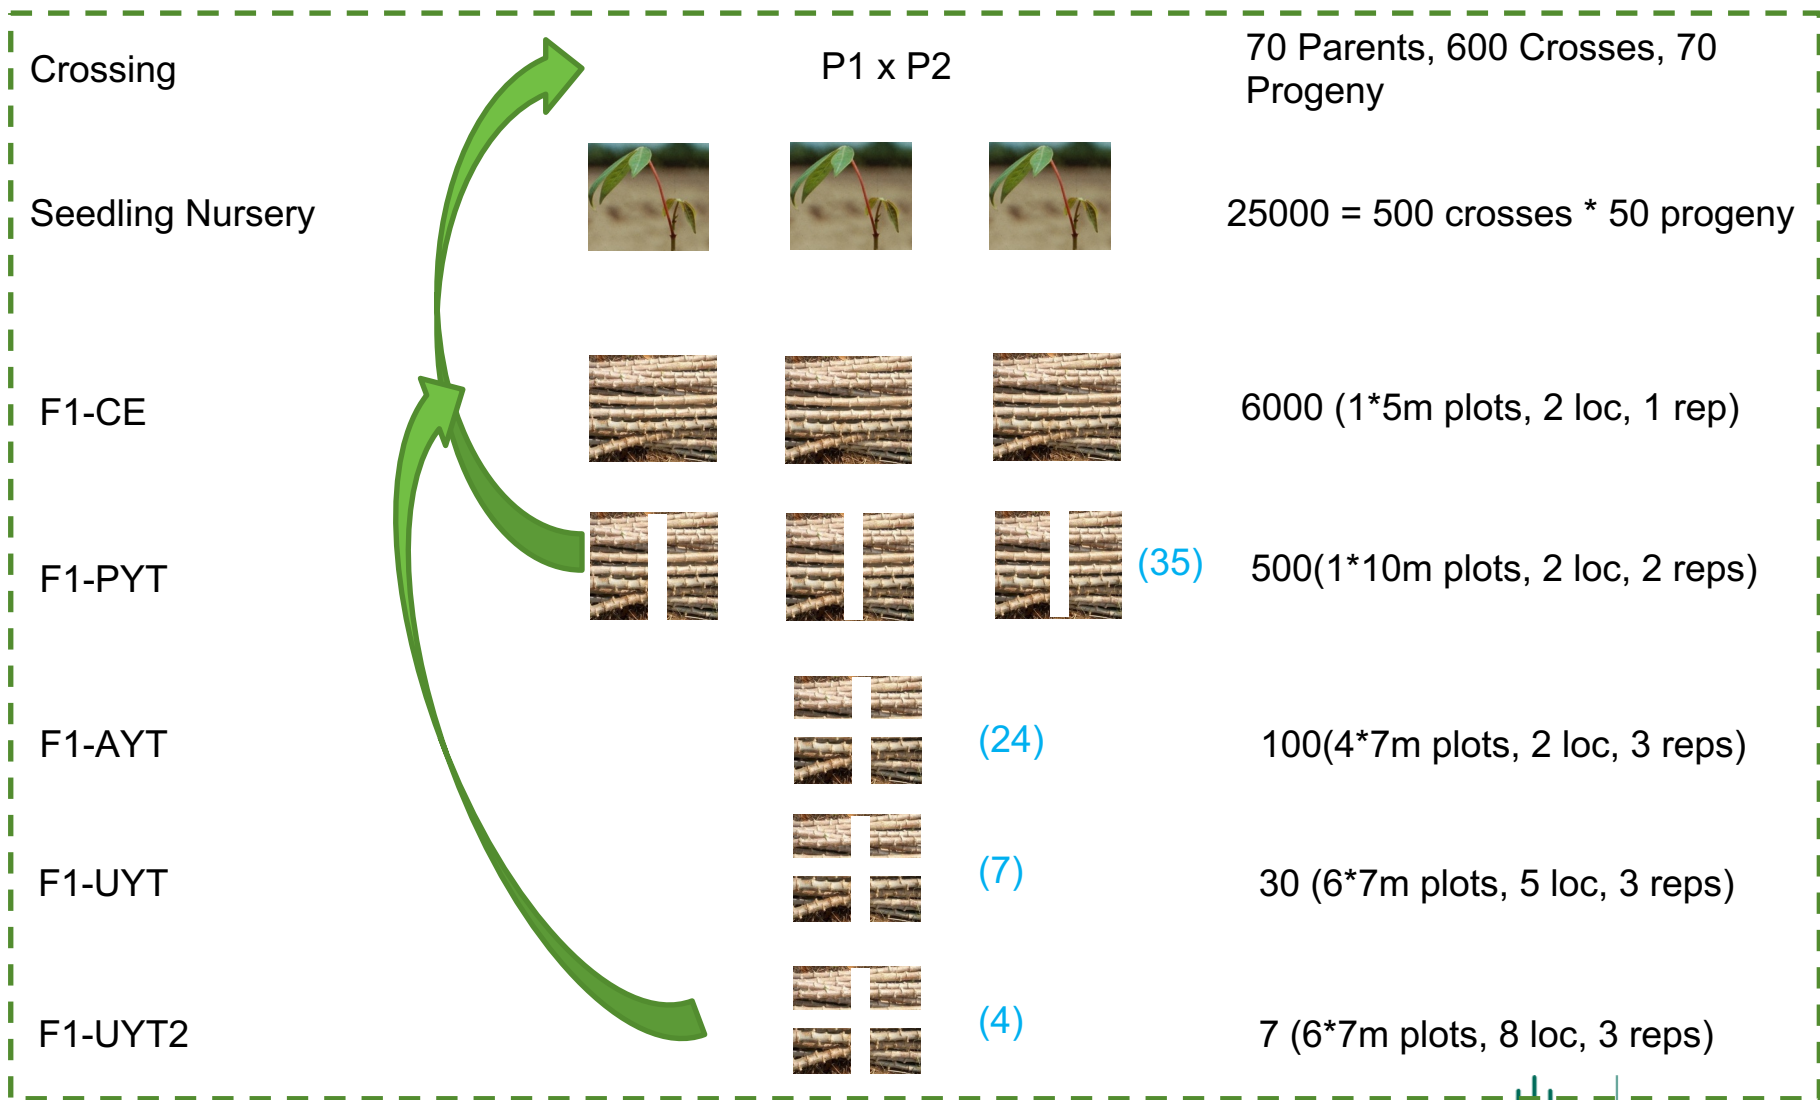 Crossing
P1 x P2
70 Parents, 600 Crosses, 70
Progeny
Seedling Nursery
25000 = 500 crosses * 50 progeny
F1-CE
6000 (1*5m plots, 2 loc, 1 rep)
F1-PYT
(35)
500(1*10m plots, 2 loc, 2 reps)
F1-AYT
(24)
100(4*7m plots, 2 loc, 3 reps)
F1-UYT
(7)
30 (6*7m plots, 5 loc, 3 reps)
F1-UYT2
(4)
7 (6*7m plots, 8 loc, 3 reps)